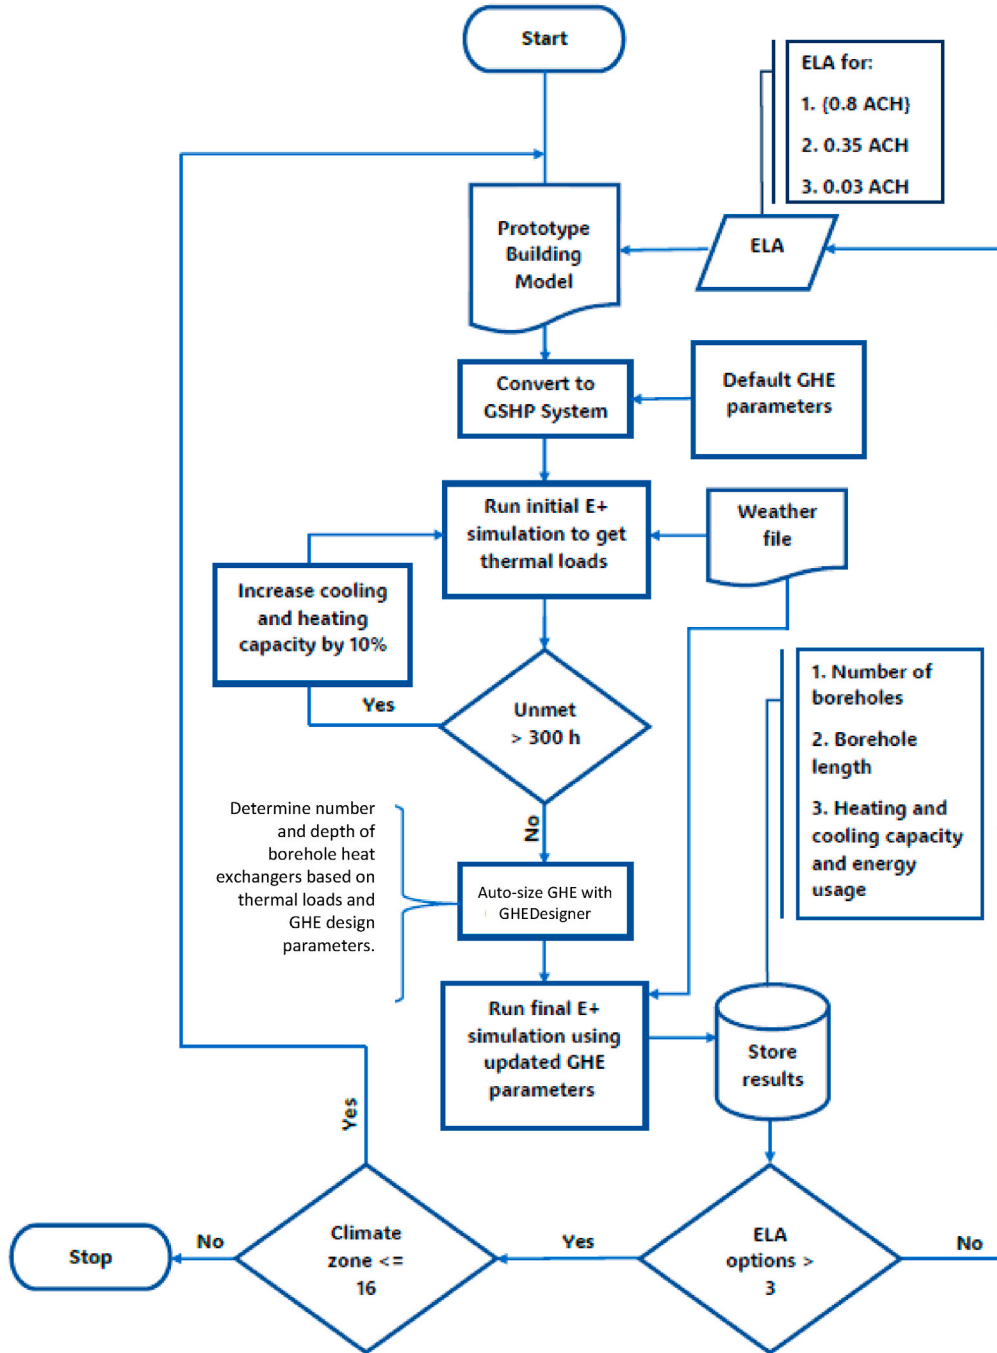 Start
ELA for:
1. {0.8 ACH}
2. 0.35 ACH
3. 0.03 ACH
ELA
Prototype
Building
Model
Convert to
GSHP System
Default GHE
parameters
Run initial E+
simulation to get
thermal loads
Weather
file
Increase cooling
and heating
capacity by 10%
Yes
Unmet
> 300 h
No
1. Number of
boreholes
2. Borehole
length
3. Heating and
cooling capacity
and energy
usage
Determine number
and depth of
borehole heat
exchangers based on
thermal loads and
GHE design
parameters.
Auto-size GHE with
GHEDesigner
Run final E+
simulation using
updated GHE
parameters
Store
results
Yes
Stop
No
Climate
zone <=
16
Yes
ELA
options >
3
No